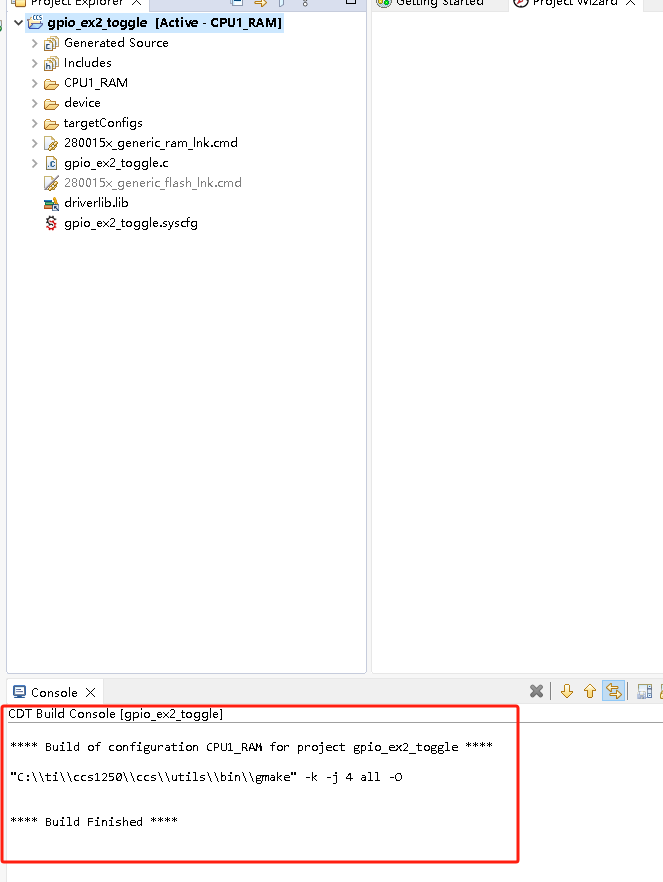 Project Explorer
Getting Started
Project Wizard
gpio_ex2_toggle [Active - CPU1_RAM]
Generated Source
Includes
CPU1_RAM
device
targetConfigs
280015x_generic_ram_lnk.cmd
gpio_ex2_toggle.c
280015x_generic_flash_lnk.cmd
driverlib.lib
gpio_ex2_toggle.syscfg
Console
CDT Build Console [gpio_ex2_toggle]
**** Build of configuration CPU1_RAM for project gpio_ex2_toggle ****
"C:\\ti\\ccs1250\\ccs\\utils\\bin\\gmake" -k -j 4 all -O
**** Build Finished ****